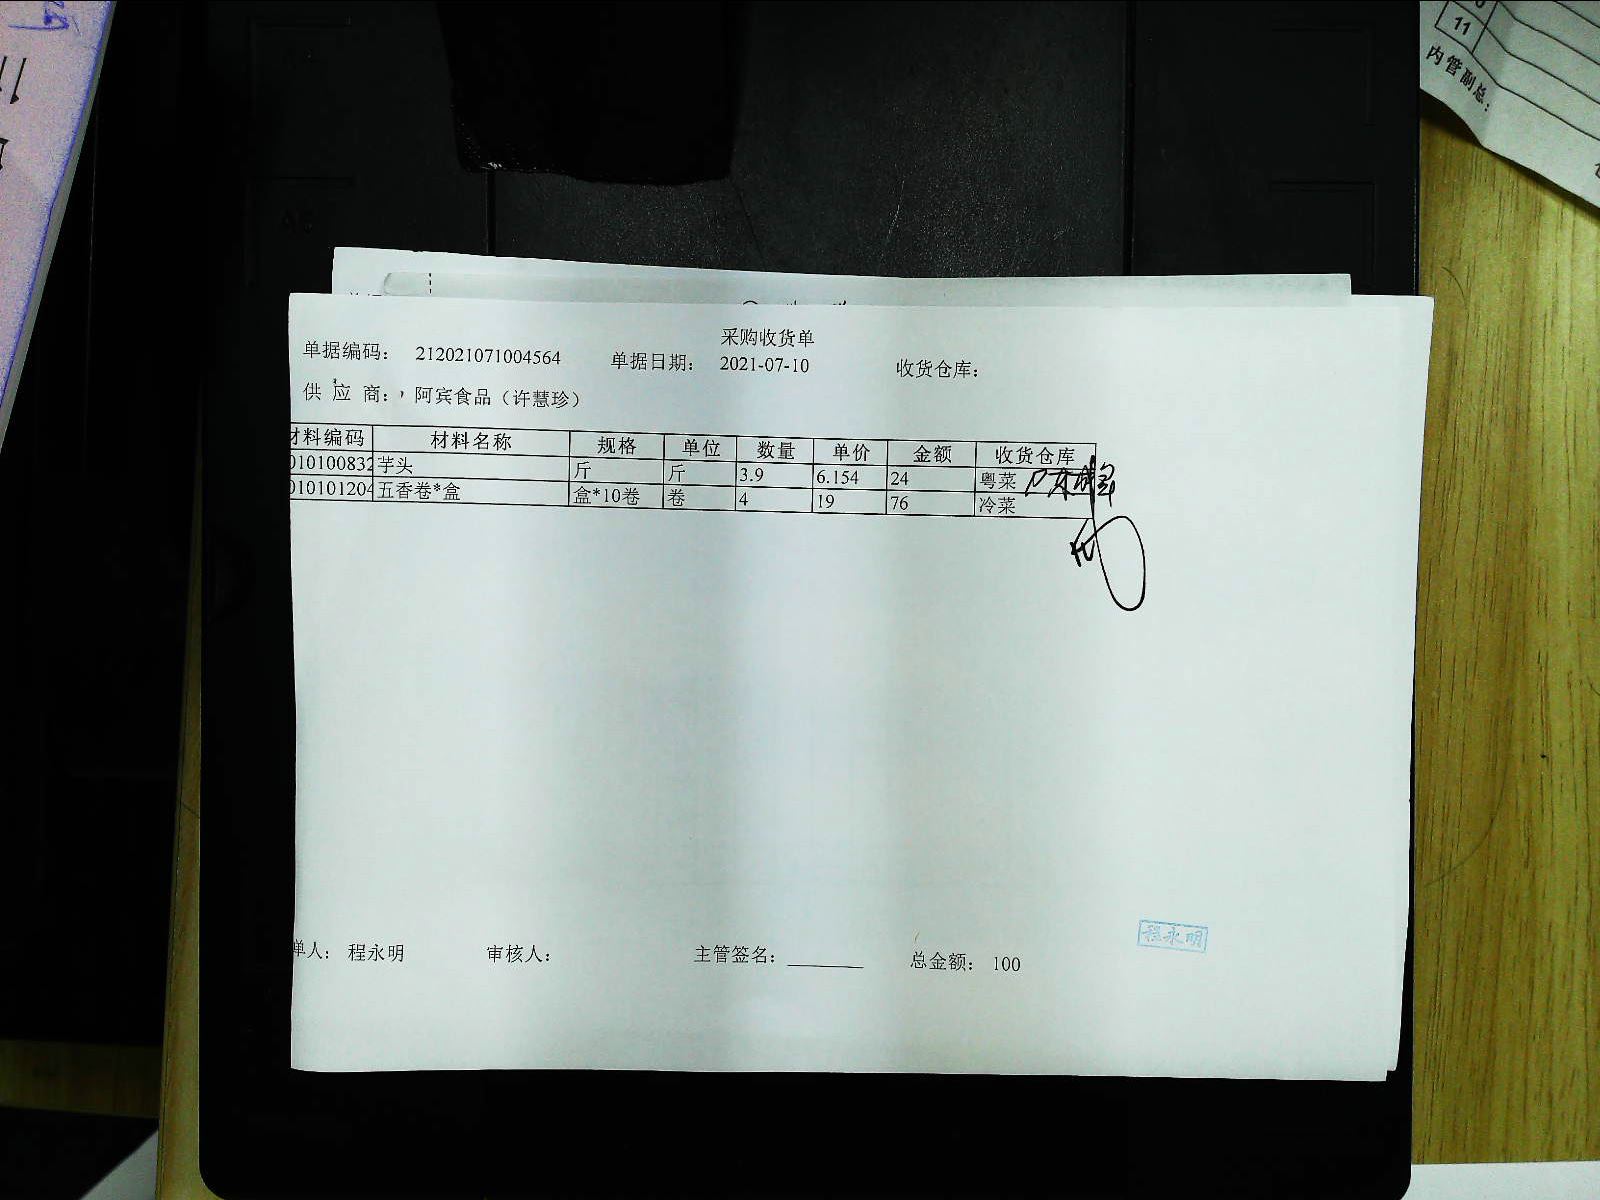 11
内管副总：
采购收货单
单据编码： 212021071004564 单据日期： 2021-07-10 收货仓库：
供 应 商： 阿宾食品（许慧珍）
材料编码 材料名称 规格 单位 数量 单价 金额 收货仓库
010100832 芋头 斤 斤 3.9 6.154 24 粤菜
010101204 五香卷*盒 盒*10卷 卷 4 19 76 冷菜
程永明
单人： 程永明 审核人： 主管签名： 总金额： 100